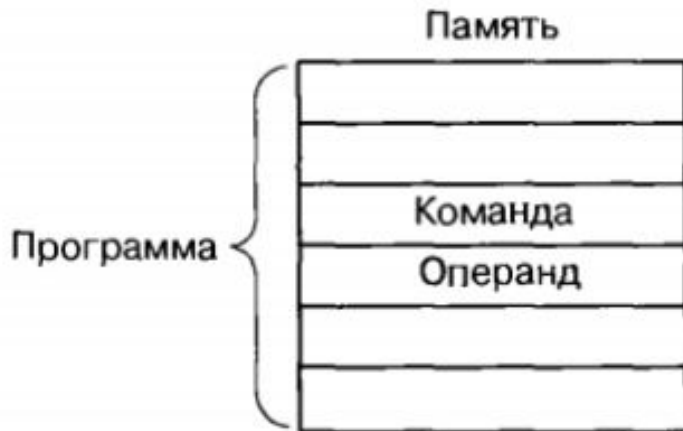 Память
Команда
Программа
Операнд